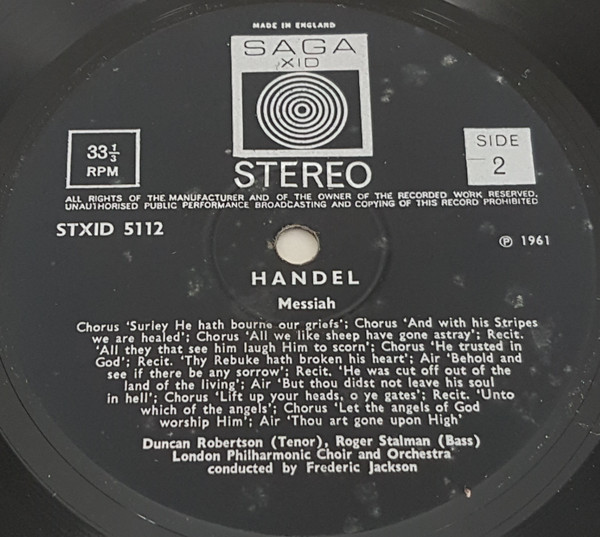 MADE IN ENGLAND
SAGA
XID
33⅓
RPM
SIDE
2
STEREO
ALL RIGHTS OF THE MANUFACTURER AND OF THE OWNER OF THE RECORDED WORK RESERVED.
UNAUTHORISED PUBLIC PERFORMANCE BROADCASTING AND COPYING OF THIS RECORD PROHIBITED
STXID 5112
℗ 1961
HANDEL
Messiah
Chorus 'Surley He hath bourne our griefs'; Chorus 'And with his Stripes
we are healed'; Chorus 'All we like sheep have gone astray'; Recit.
'All they that see him laugh Him to scorn'; Chorus 'He trusted in
God'; Recit. 'Thy Rebuke hath broken his heart'; Air 'Behold and
see if there be any sorrow'; Recit. 'He was cut off out of the
land of the living'; Air 'But thou didst not leave his soul
in hell'; Chorus 'Lift up your heads, o ye gates'; Recit. 'Unto
which of the angels'; Chorus 'Let the angels of God
worship Him'; Air 'Thou art gone upon High'
Duncan Robertson (Tenor), Roger Stalman (Bass)
London Philharmonic Choir and Orchestra
conducted by Frederic Jackson